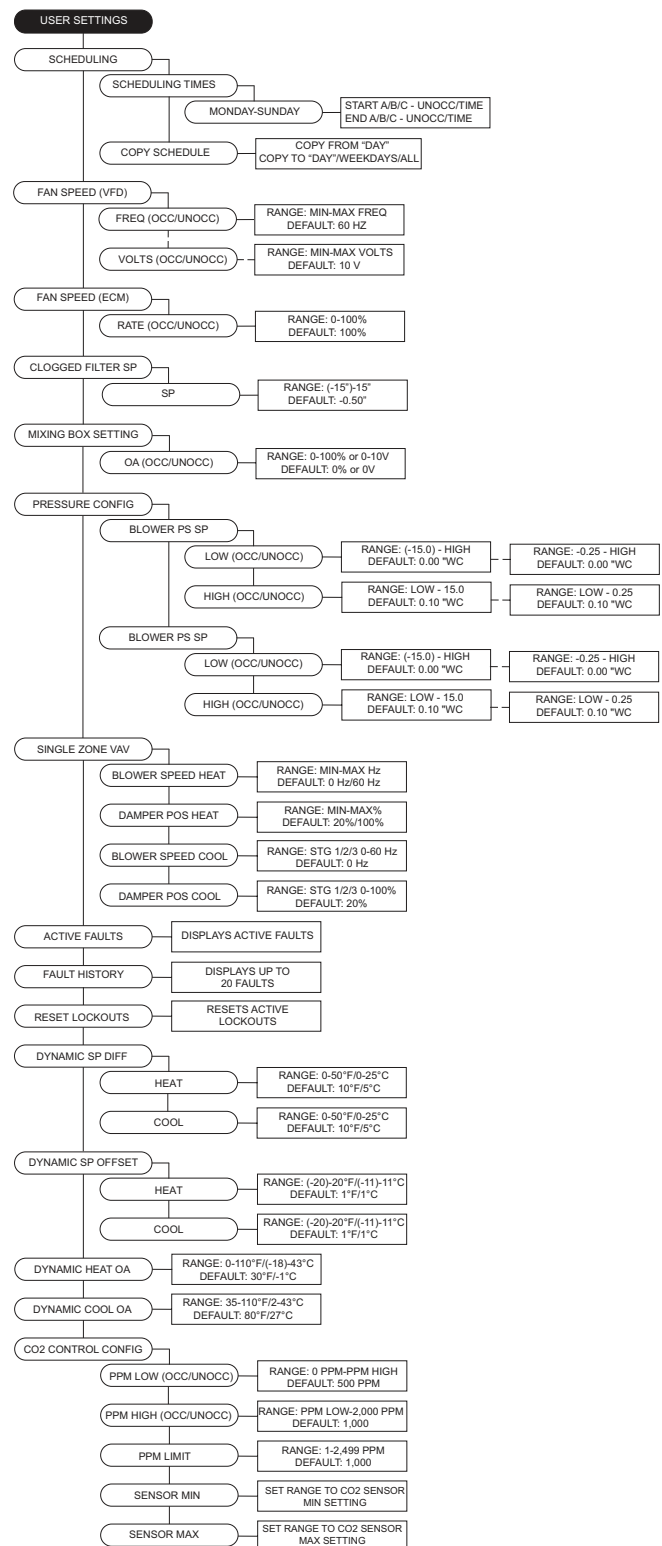 USER SETTINGS
SCHEDULING
SCHEDULING TIMES
MONDAY-SUNDAY
START A/B/C - UNOCC/TIME
END A/B/C - UNOCC/TIME
COPY SCHEDULE
COPY FROM “DAY”
COPY TO “DAY”/WEEKDAYS/ALL
FAN SPEED (VFD)
FREQ (OCC/UNOCC)
RANGE: MIN-MAX FREQ
DEFAULT: 60 HZ
VOLTS (OCC/UNOCC)
RANGE: MIN-MAX VOLTS
DEFAULT: 10 V
FAN SPEED (ECM)
RATE (OCC/UNOCC)
RANGE: 0-100%
DEFAULT: 100%
CLOGGED FILTER SP
SP
RANGE: (-15”)-15”
DEFAULT: -0.50”
MIXING BOX SETTING
OA (OCC/UNOCC)
RANGE: 0-100% or 0-10V
DEFAULT: 0% or 0V
PRESSURE CONFIG
BLOWER PS SP
LOW (OCC/UNOCC)
RANGE: (-15.0) - HIGH
DEFAULT: 0.00 "WC
RANGE: -0.25 - HIGH
DEFAULT: 0.00 "WC
HIGH (OCC/UNOCC)
RANGE: LOW - 15.0
DEFAULT: 0.10 "WC
RANGE: LOW - 0.25
DEFAULT: 0.10 "WC
BLOWER PS SP
LOW (OCC/UNOCC)
RANGE: (-15.0) - HIGH
DEFAULT: 0.00 "WC
RANGE: -0.25 - HIGH
DEFAULT: 0.00 "WC
HIGH (OCC/UNOCC)
RANGE: LOW - 15.0
DEFAULT: 0.10 "WC
RANGE: LOW - 0.25
DEFAULT: 0.10 "WC
SINGLE ZONE VAV
BLOWER SPEED HEAT
RANGE: MIN-MAX Hz
DEFAULT: 0 Hz/60 Hz
DAMPER POS HEAT
RANGE: MIN-MAX%
DEFAULT: 20%/100%
BLOWER SPEED COOL
RANGE: STG 1/2/3 0-60 Hz
DEFAULT: 0 Hz
DAMPER POS COOL
RANGE: STG 1/2/3 0-100%
DEFAULT: 20%
ACTIVE FAULTS
DISPLAYS ACTIVE FAULTS
FAULT HISTORY
DISPLAYS UP TO
20 FAULTS
RESET LOCKOUTS
RESETS ACTIVE
LOCKOUTS
DYNAMIC SP DIFF
HEAT
RANGE: 0-50°F/0-25°C
DEFAULT: 10°F/5°C
COOL
RANGE: 0-50°F/0-25°C
DEFAULT: 10°F/5°C
DYNAMIC SP OFFSET
HEAT
RANGE: (-20)-20°F/(-11)-11°C
DEFAULT: 1°F/1°C
COOL
RANGE: (-20)-20°F/(-11)-11°C
DEFAULT: 1°F/1°C
DYNAMIC HEAT OA
RANGE: 0-110°F/(-18)-43°C
DEFAULT: 30°F/-1°C
DYNAMIC COOL OA
RANGE: 35-110°F/2-43°C
DEFAULT: 80°F/27°C
CO2 CONTROL CONFIG
PPM LOW (OCC/UNOCC)
RANGE: 0 PPM-PPM HIGH
DEFAULT: 500 PPM
PPM HIGH (OCC/UNOCC)
RANGE: PPM LOW-2,000 PPM
DEFAULT: 1,000
PPM LIMIT
RANGE: 1-2,499 PPM
DEFAULT: 1,000
SENSOR MIN
SET RANGE TO CO2 SENSOR
MIN SETTING
SENSOR MAX
SET RANGE TO CO2 SENSOR
MAX SETTING